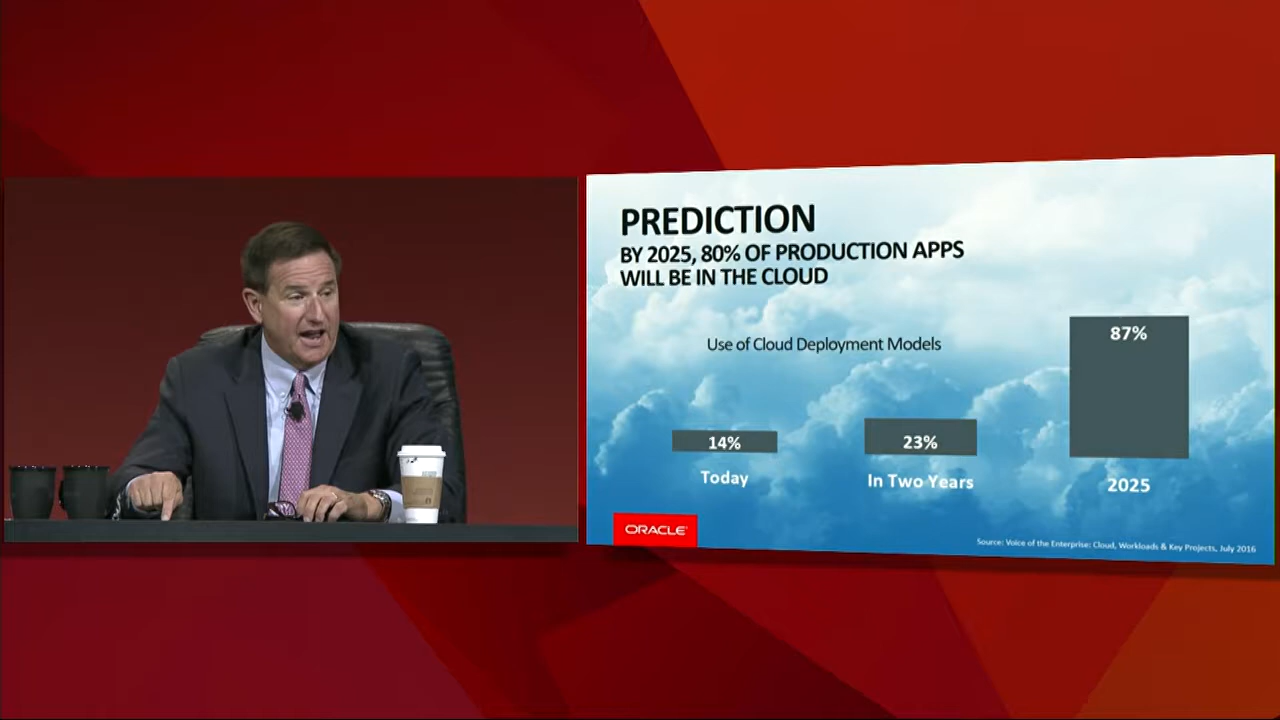 PREDICTION
BY 2025, 80% OF PRODUCTION APPS
WILL BE IN THE CLOUD
Use of Cloud Deployment Models
87%
14%
23%
Today
In Two Years
2025
ORACLE
Source: Voice of the Enterprise: Cloud, Workloads & Key Projects, July 2016